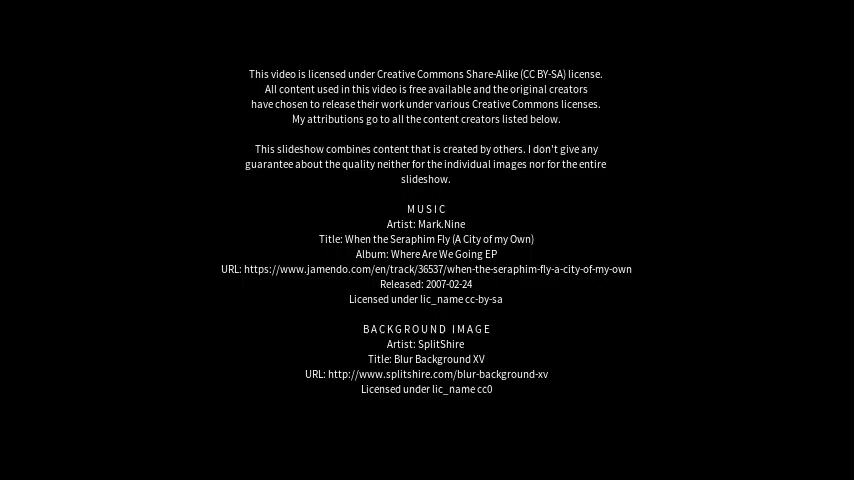 This video is licensed under Creative Commons Share-Alike (CC BY-SA) license.
All content used in this video is free available and the original creators
have chosen to release their work under various Creative Commons licenses.
My attributions go to all the content creators listed below.
This slideshow combines content that is created by others. I don't give any
guarantee about the quality neither for the individual images nor for the entire
slideshow.
MUSIC
Artist: Mark.Nine
Title: When the Seraphim Fly (A City of my Own)
Album: Where Are We Going EP
URL: https://www.jamendo.com/en/track/36537/when-the-seraphim-fly-a-city-of-my-own
Released: 2007-02-24
Licensed under lic_name cc-by-sa
BACKGROUND IMAGE
Artist: SplitShire
Title: Blur Background XV
URL: http://www.splitshire.com/blur-background-xv
Licensed under lic_name cc0